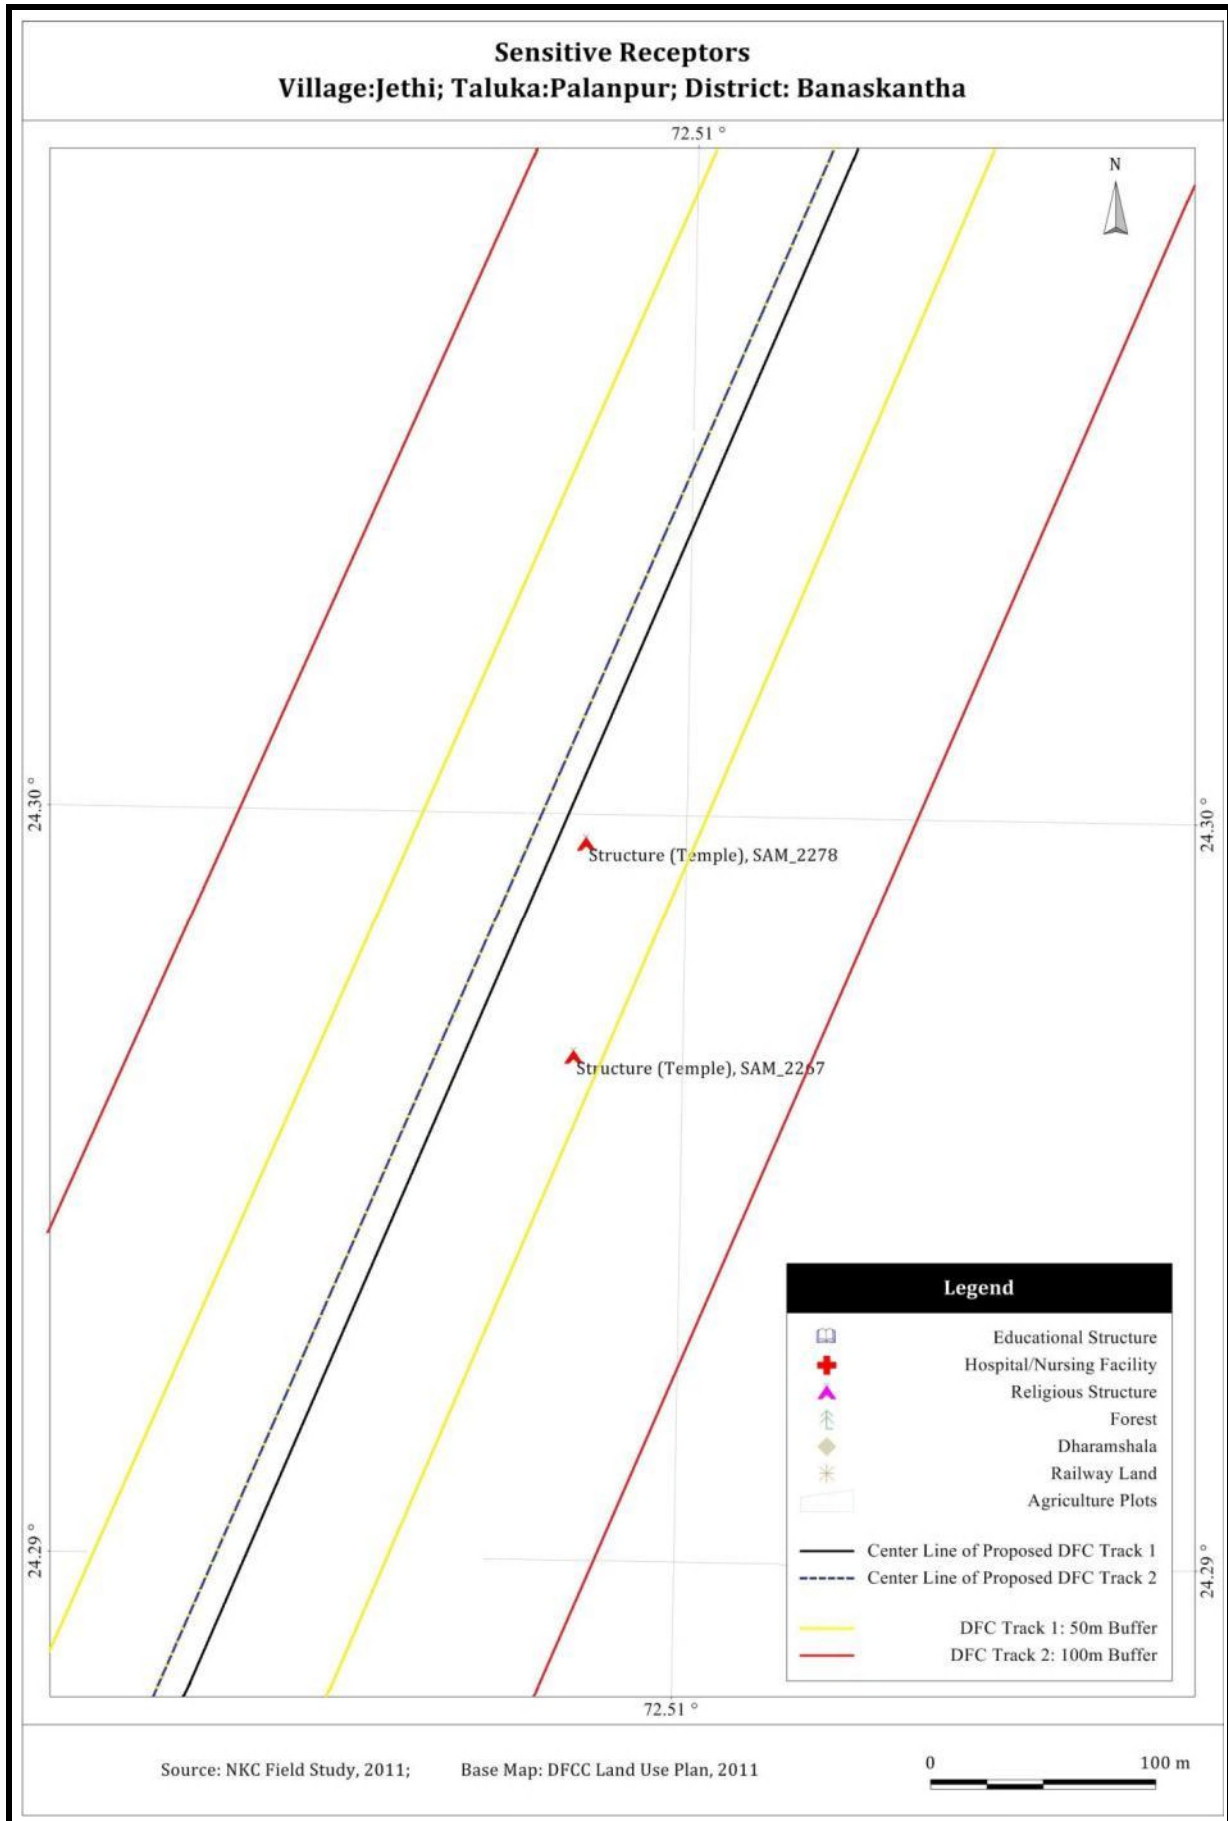 Sensitive Receptors
Village:Jethi; Taluka:Palanpur; District: Banaskantha
72.51 °
N
24.30 °
24.30 °
Structure (Temple), SAM_2278
Structure (Temple), SAM_2267
Legend
Educational Structure
Hospital/Nursing Facility
Religious Structure
Forest
Dharamshala
Railway Land
Agriculture Plots
Center Line of Proposed DFC Track 1
Center Line of Proposed DFC Track 2
DFC Track 1: 50m Buffer
DFC Track 2: 100m Buffer
24.29 °
24.29 °
72.51 °
Source: NKC Field Study, 2011; Base Map: DFCC Land Use Plan, 2011
0 100 m